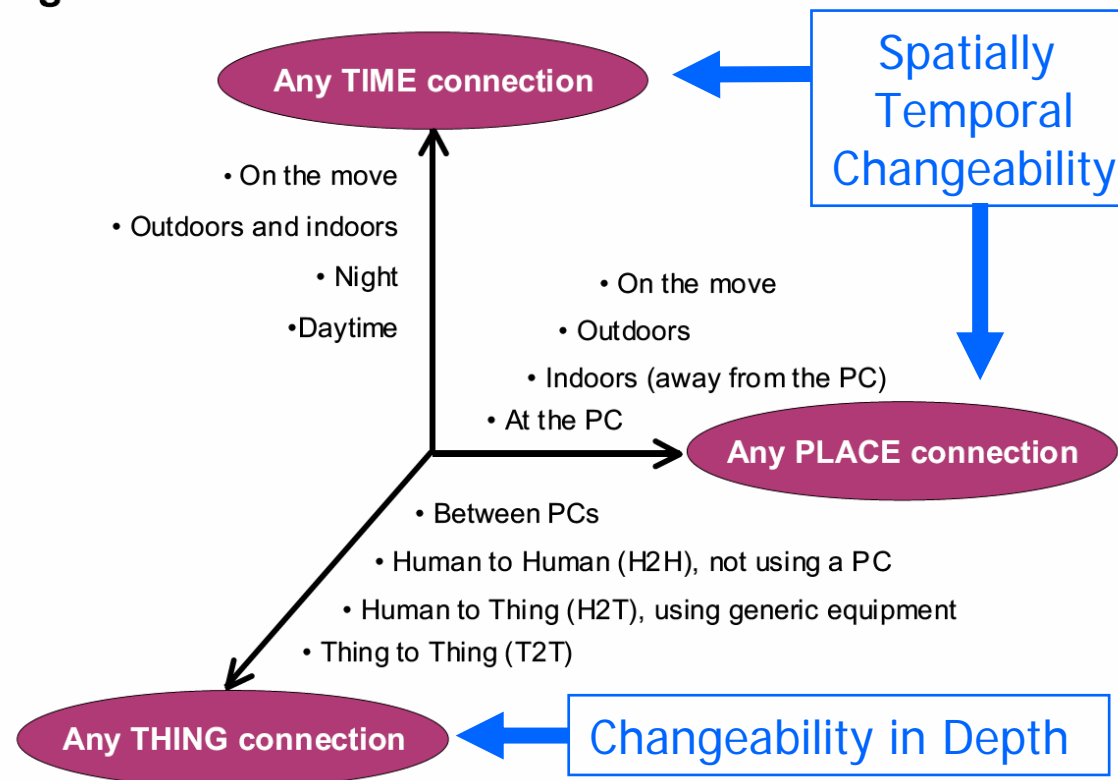 g
Any TIME connection
Spatially
Temporal
Changeability
• On the move
• Outdoors and indoors
• Night
•Daytime
• On the move
• Outdoors
• Indoors (away from the PC)
• At the PC
Any PLACE connection
• Between PCs
• Human to Human (H2H), not using a PC
• Human to Thing (H2T), using generic equipment
• Thing to Thing (T2T)
Any THING connection
Changeability in Depth